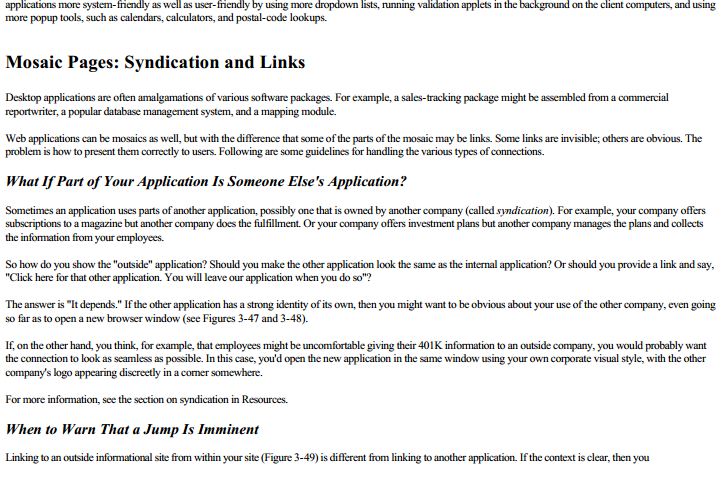 applications more system-friendly as well as user-friendly by using more dropdown lists, running validation applets in the background on the client computers, and using
more popup tools, such as calendars, calculators, and postal-code lookups.
Mosaic Pages: Syndication and Links
Desktop applications are often amalgamations of various software packages. For example, a sales-tracking package might be assembled from a commercial
reportwriter, a popular database management system, and a mapping module.
Web applications can be mosaics as well, but with the difference that some of the parts of the mosaic may be links. Some links are invisible; others are obvious. The
problem is how to present them correctly to users. Following are some guidelines for handling the various types of connections.
What If Part of Your Application Is Someone Else's Application?
Sometimes an application uses parts of another application, possibly one that is owned by another company (called syndication). For example, your company offers
subscriptions to a magazine but another company does the fulfillment. Or your company offers investment plans but another company manages the plans and collects
the information from your employees.
So how do you show the "outside" application? Should you make the other application look the same as the internal application? Or should you provide a link and say,
"Click here for that other application. You will leave our application when you do so"?
The answer is "It depends." If the other application has a strong identity of its own, then you might want to be obvious about your use of the other company, even going
so far as to open a new browser window (see Figures 3-47 and 3-48).
If, on the other hand, you think, for example, that employees might be uncomfortable giving their 401K information to an outside company, you would probably want
the connection to look as seamless as possible. In this case, you'd open the new application in the same window using your own corporate visual style, with the other
company's logo appearing discreetly in a corner somewhere.
For more information, see the section on syndication in Resources.
When to Warn That a Jump Is Imminent
Linking to an outside informational site from within your site (Figure 3-49) is different from linking to another application. If the context is clear, then you